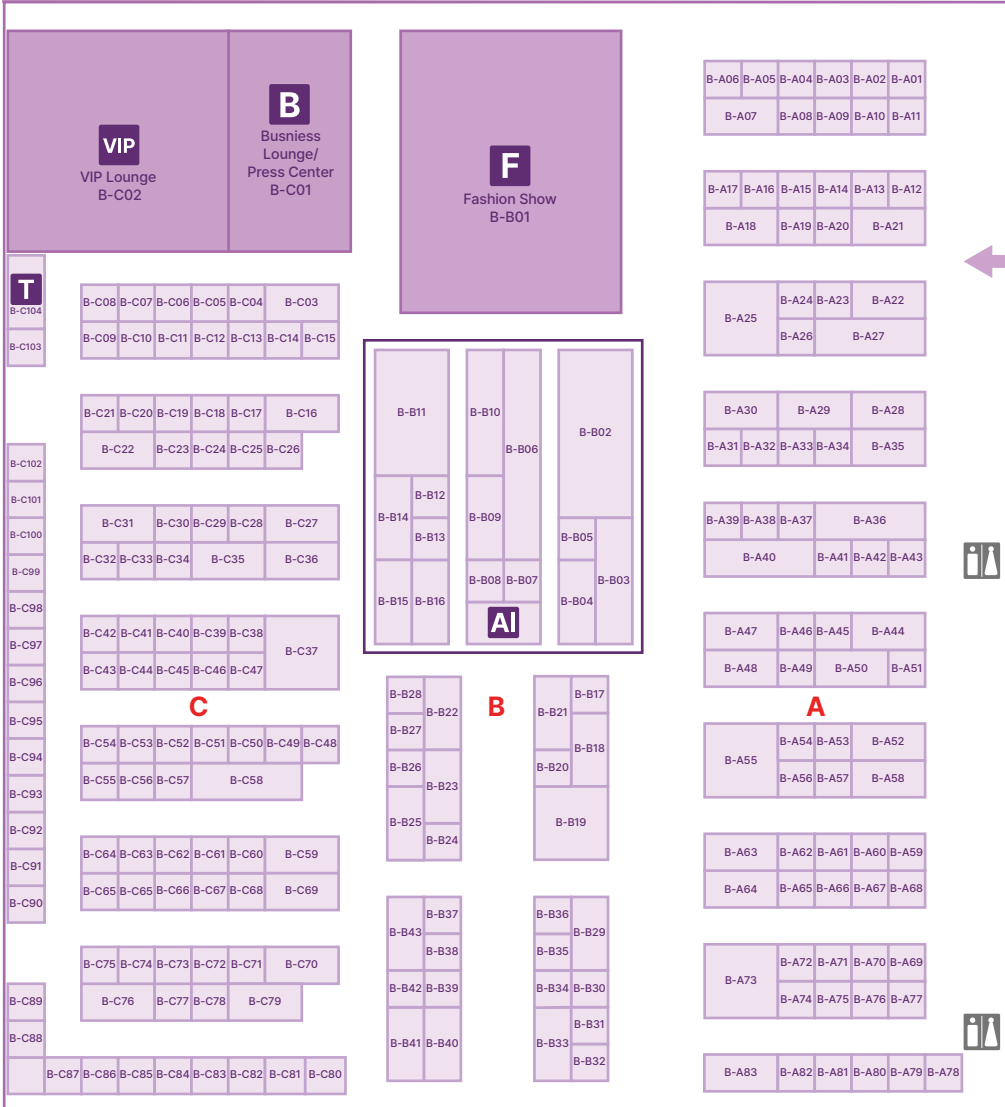 VIP
VIP Lounge
B-C02
B
Busniess
Lounge/
Press Center
B-C01
F
Fashion Show
B-B01
T
B-C104
B-C103
B-C102
B-C101
B-C100
B-C99
B-C98
B-C97
B-C96
B-C95
B-C94
B-C93
B-C92
B-C91
B-C90
B-C89
B-C88
B-C87 B-C86 B-C85 B-C84 B-C83 B-C82 B-C81 B-C80
B-C08 B-C07 B-C06 B-C05 B-C04 B-C03
B-C09 B-C10 B-C11 B-C12 B-C13 B-C14 B-C15
B-C21 B-C20 B-C19 B-C18 B-C17 B-C16
B-C22 B-C23 B-C24 B-C25 B-C26
B-C31 B-C30 B-C29 B-C28 B-C27
B-C32 B-C33 B-C34 B-C35 B-C36
B-C42 B-C41 B-C40 B-C39 B-C38
B-C37
B-C43 B-C44 B-C45 B-C46 B-C47
C
B-C54 B-C53 B-C52 B-C51 B-C50 B-C49 B-C48
B-C55 B-C56 B-C57 B-C58
B-C64 B-C63 B-C62 B-C61 B-C60 B-C59
B-C65 B-C65 B-C66 B-C67 B-C68 B-C69
B-C75 B-C74 B-C73 B-C72 B-C71 B-C70
B-C76 B-C77 B-C78 B-C79
B-B11 B-B10
B-B02
B-B06
B-B12
B-B14 B-B09
B-B13 B-B05
B-B08 B-B07 B-B03
B-B15 B-B16 B-B04
AI
B
B-B28 B-B17
B-B22 B-B21
B-B27
B-B18
B-B26 B-B20
B-B23
B-B25 B-B19
B-B24
B-B37 B-B36
B-B43 B-B29
B-B38 B-B35
B-B42 B-B39 B-B34 B-B30
B-B31
B-B41 B-B40 B-B33
B-B32
B-A06 B-A05 B-A04 B-A03 B-A02 B-A01
B-A07 B-A08 B-A09 B-A10 B-A11
B-A17 B-A16 B-A15 B-A14 B-A13 B-A12
B-A18 B-A19 B-A20 B-A21
B-A24 B-A23 B-A22
B-A25
B-A26 B-A27
B-A30 B-A29 B-A28
B-A31 B-A32 B-A33 B-A34 B-A35
B-A39 B-A38 B-A37 B-A36
B-A40 B-A41 B-A42 B-A43
B-A47 B-A46 B-A45 B-A44
B-A48 B-A49 B-A50 B-A51
A
B-A54 B-A53 B-A52
B-A55
B-A56 B-A57 B-A58
B-A63 B-A62 B-A61 B-A60 B-A59
B-A64 B-A65 B-A66 B-A67 B-A68
B-A72 B-A71 B-A70 B-A69
B-A73
B-A74 B-A75 B-A76 B-A77
B-A83 B-A82 B-A81 B-A80 B-A79 B-A78